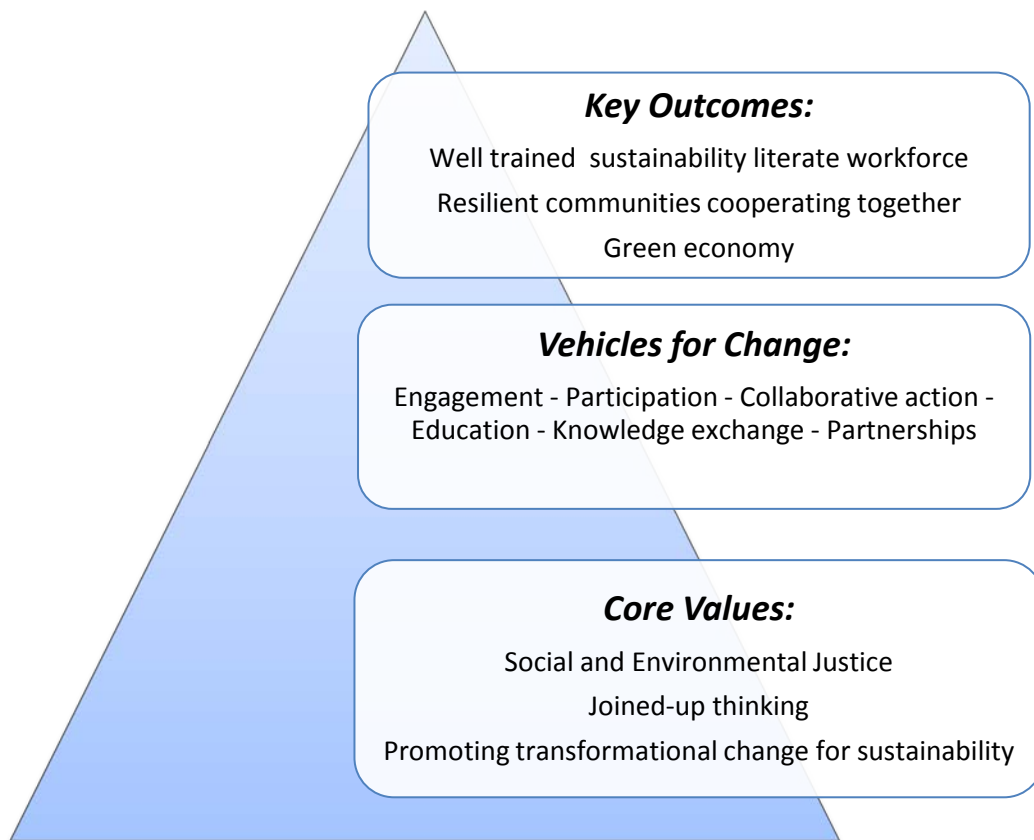 Key Outcomes:
Well trained  sustainability literate workforce
Resilient communities cooperating together
Green economy
Vehicles for Change:
Engagement - Participation - Collaborative action -
Education - Knowledge exchange - Partnerships
Core Values:
Social and Environmental Justice
Joined-up thinking
Promoting transformational change for sustainability